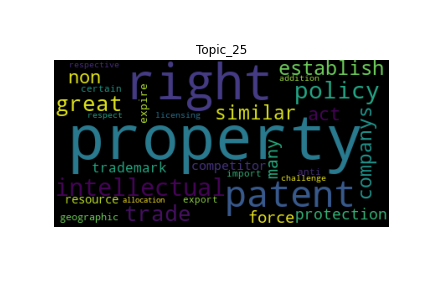 Topic_25
respective
non
certain
great
expire
right
addition
establish
policy
similar
act
respect
licensing
property
many
companys
trademark
competitor
import
anti
challenge
intellectual
patent
resource
allocation
export
geographic
trade
force
protection